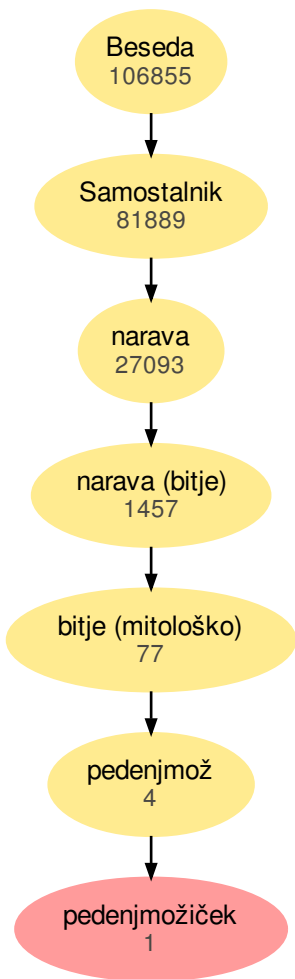 Beseda
106855
Samostalnik
81889
narava
27093
narava (bitje)
1457
bitje (mitološko)
77
pedenjmož
4
pedenjmožiček
1